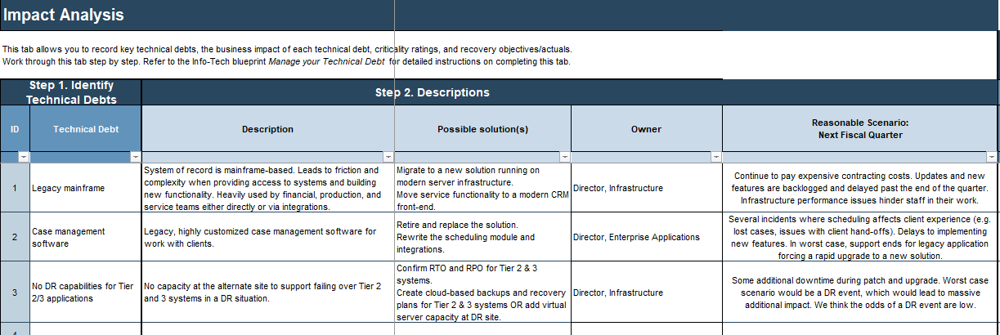 Impact Analysis
This tab allows you to record key technical debts, the business impact of each technical debt, criticality ratings, and recovery objectives/actuals.
Work through this tab step by step. Refer to the Info-Tech blueprint Manage your Technical Debt for detailed instructions on completing this tab.
Step 1. Identify
Technical Debts
Step 2. Descriptions
ID
Technical Debt
Description
Possible solution(s)
Owner
Reasonable Scenario:
Next Fiscal Quarter
1
Legacy mainframe
System of record is mainframe-based. Leads to friction and
complexity when providing access to systems and building
new functionality. Heavily used by financial, production, and
service teams either directly or via integrations.
Migrate to a new solution running on
modern server infrastructure.
Move service functionality to a modern CRM
front-end.
Director, Infrastructure
Continue to pay expensive contracting costs. Updates and new
features are backlogged and delayed past the end of the quarter.
Infrastructure performance issues hinder staff in their work.
2
Case management
software
Legacy, highly customized case management software for
work with clients.
Retire and replace the solution.
Rewrite the scheduling module and
integrations.
Director, Enterprise Applications
Several incidents where scheduling affects client experience (e.g.
lost cases, issues with client hand-offs). Delays to implementing
new features. In worst case, support ends for legacy application
forcing a rapid upgrade to a new solution.
3
No DR capabilities for Tier
2/3 applications
No capacity at the alternate site to support failing over Tier 2
and 3 systems in a DR situation.
Confirm RTO and RPO for Tier 2 & 3
systems.
Create cloud-based backups and recovery
plans for Tier 2 & 3 systems OR add virtual
server capacity at DR site.
Director, Infrastructure
Some additional downtime during patch and upgrade. Worst case
scenario would be a DR event, which would lead to massive
additional impact. We think the odds of a DR event are low.
4